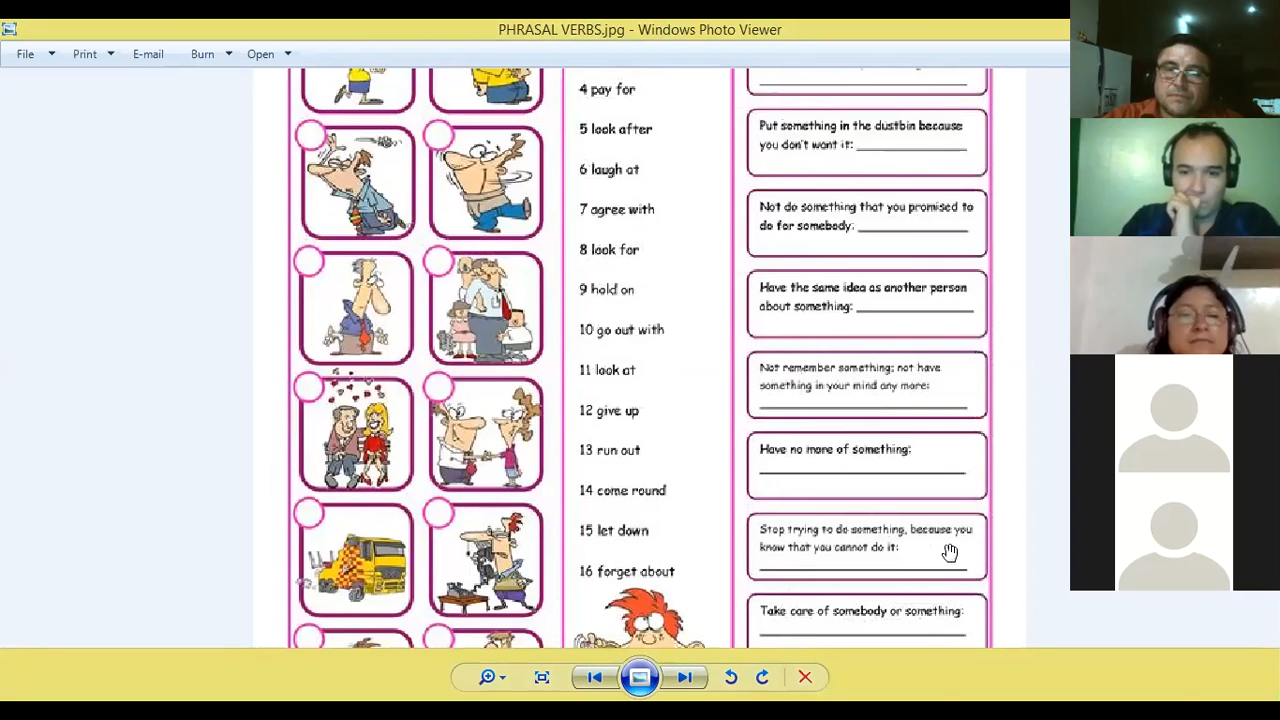 PHRASAL VERBS.jpg - Windows Photo Viewer
File
Print
E-mail
Burn
Open
4 pay for
5 look after
6 laugh at
7 agree with
8 look for
9 hold on
10 go out with
11 look at
12 give up
13 run out
14 come round
15 let down
16 forget about
Put something in the dustbin because
you don't want it:
Not do something that you promised to
do for somebody:
Have the same idea as another person
about something:
Not remember something; not have
something in your mind any more:
Have no more of something:
Stop trying to do something, because you
know that you cannot do it:
Take care of somebody or something: